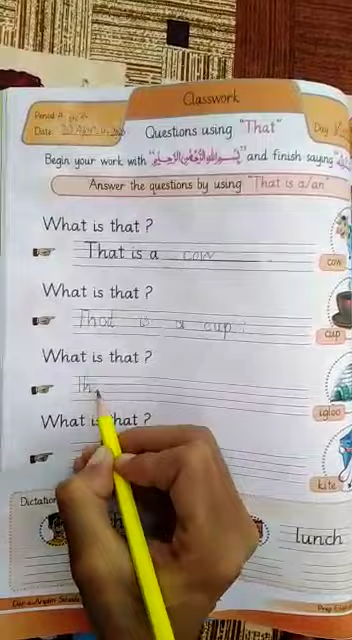 Classwork
Period #
Date:
Questions using "That"
Day
Begin your work with "بسم الله الرحمن الرحيم" and finish saying
Answer the questions by using "That is a/an"
What is that ?
That is a cow
cow
What is that ?
That is a cup
cup
What is that ?
Th
igloo
What is that ?
kite
lunch